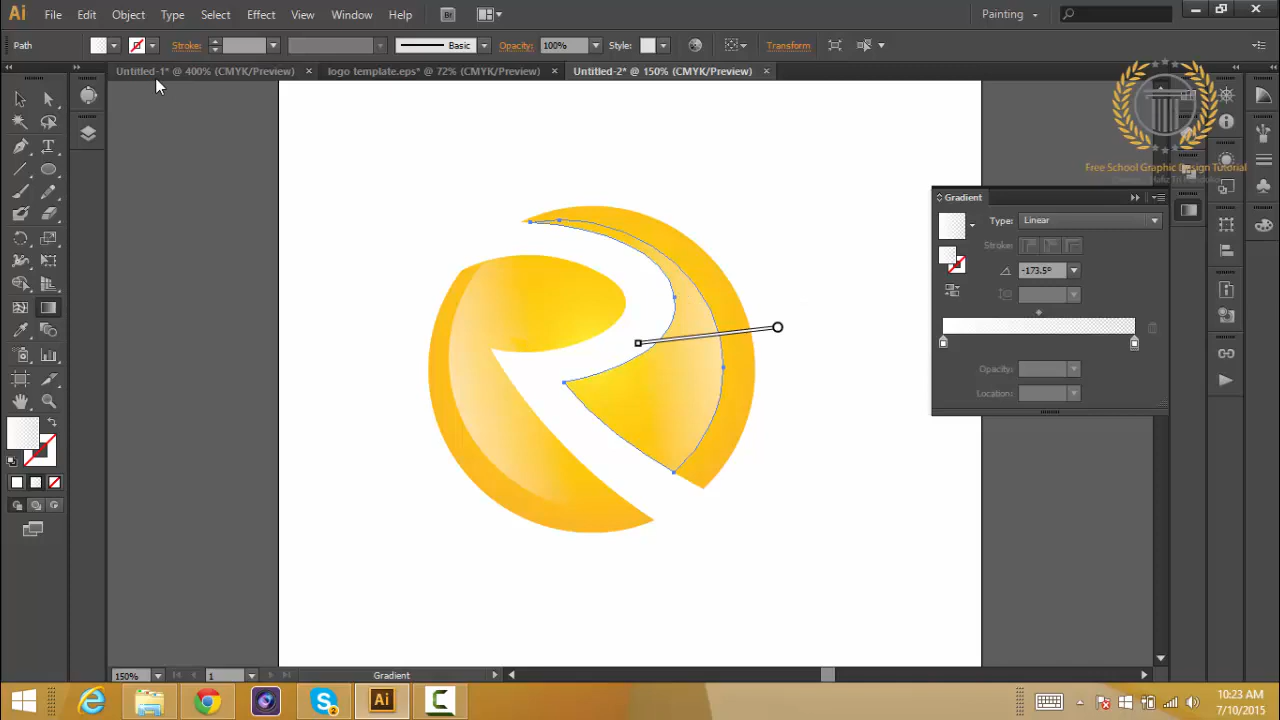 Ai File Edit Object Type Select Effect View Window Help Br Painting
Path Stroke: Basic Opacity: 100% Style: Transform
Untitled-1* @ 400% (CMYK/Preview) × logo template.eps* @ 72% (CMYK/Preview) × Untitled-2* @ 150% (CMYK/Preview) ×
Free School Graphic Design Tutorial
Gradient
Type: Linear
Stroke:
-173.5°
Opacity:
Location:
150% 1 Gradient
Ai
10:23 AM
7/10/2015